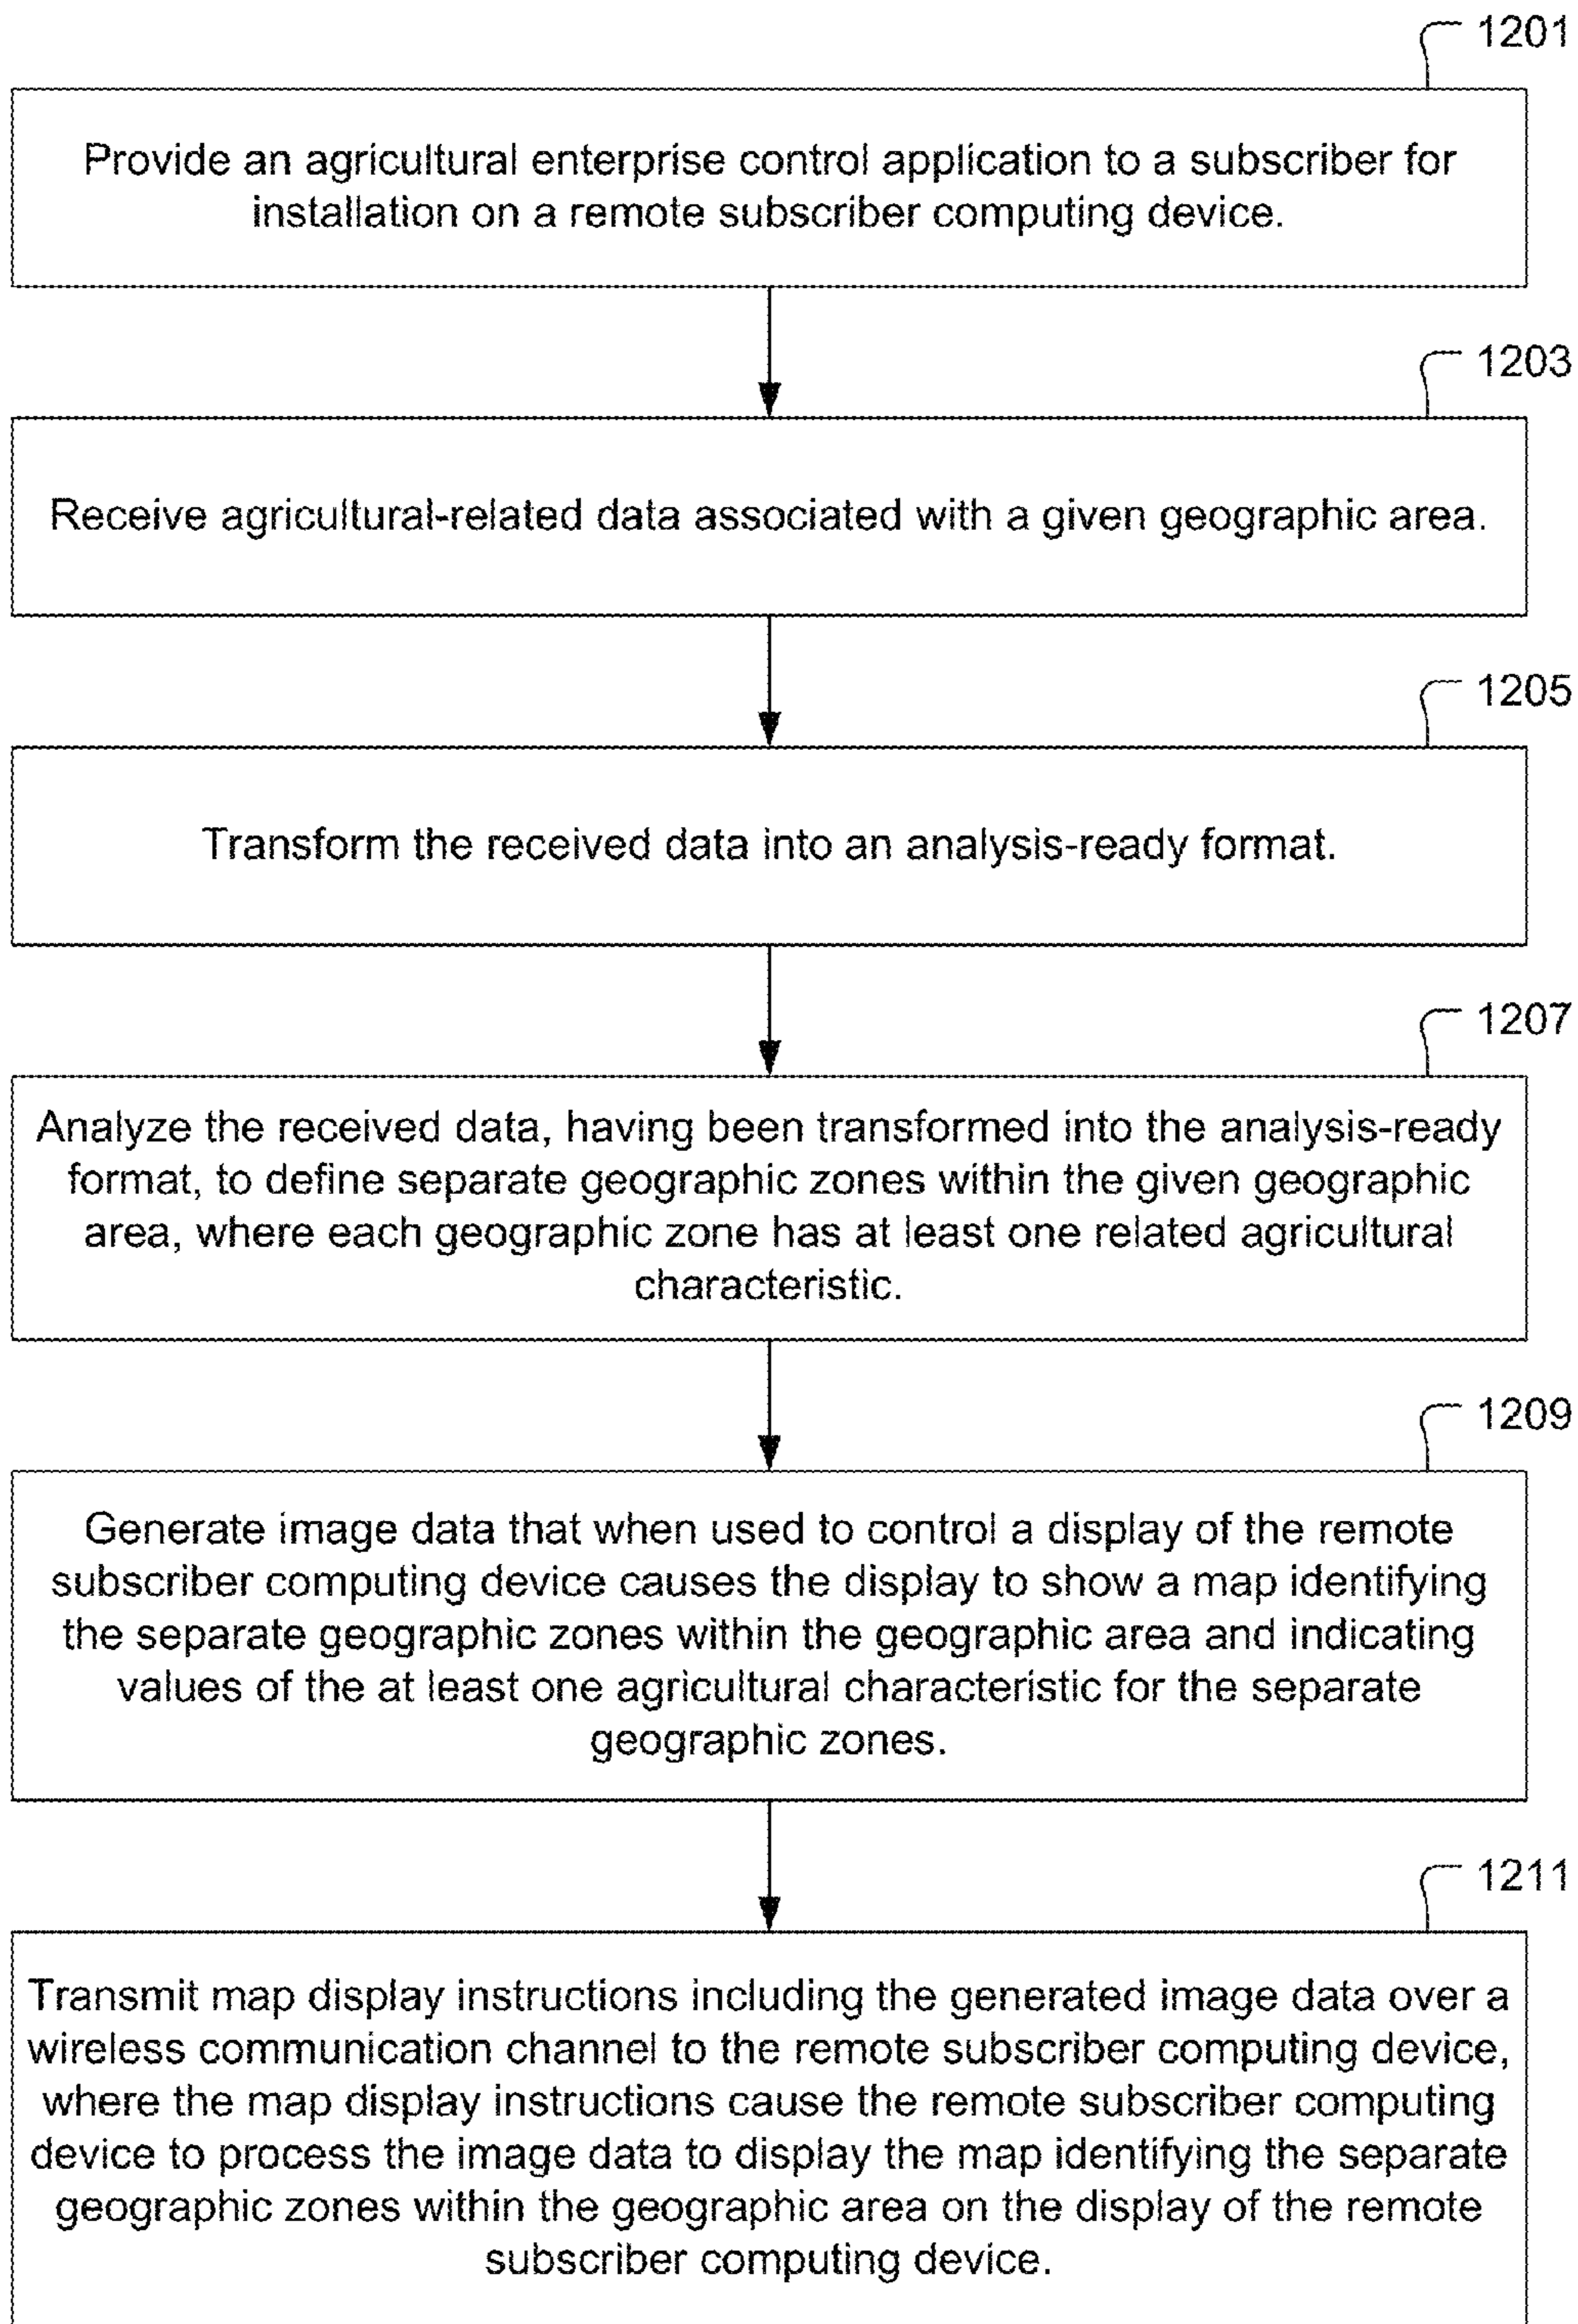 1201
Provide an agricultural enterprise control application to a subscriber for
installation on a remote subscriber computing device.
1203
Receive agricultural-related data associated with a given geographic area.
1205
Transform the received data into an analysis-ready format.
1207
Analyze the received data, having been transformed into the analysis-ready
format, to define separate geographic zones within the given geographic
area, where each geographic zone has at least one related agricultural
characteristic.
1209
Generate image data that when used to control a display of the remote
subscriber computing device causes the display to show a map identifying
the separate geographic zones within the geographic area and indicating
values of the at least one agricultural characteristic for the separate
geographic zones.
1211
Transmit map display instructions including the generated image data over a
wireless communication channel to the remote subscriber computing device,
where the map display instructions cause the remote subscriber computing
device to process the image data to display the map identifying the separate
geographic zones within the geographic area on the display of the remote
subscriber computing device.